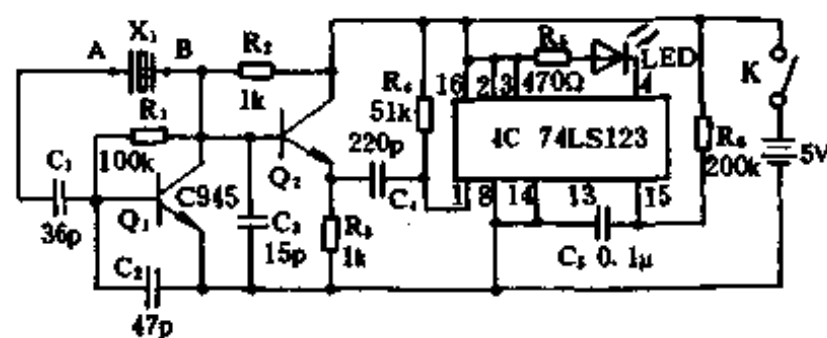 A X₁ B
R₂
1k
R₁
100k
C₁
36p
Q₁
C945
C₂
47p
C₃
15p
Q₂
R₃
1k
220p
C₄
R₄
51k
16 2 3 4
R₅
470Ω
LED
IC 74LS123
1 8 14 13 15
C₅ 0.1μ
R₆
200k
K
5V